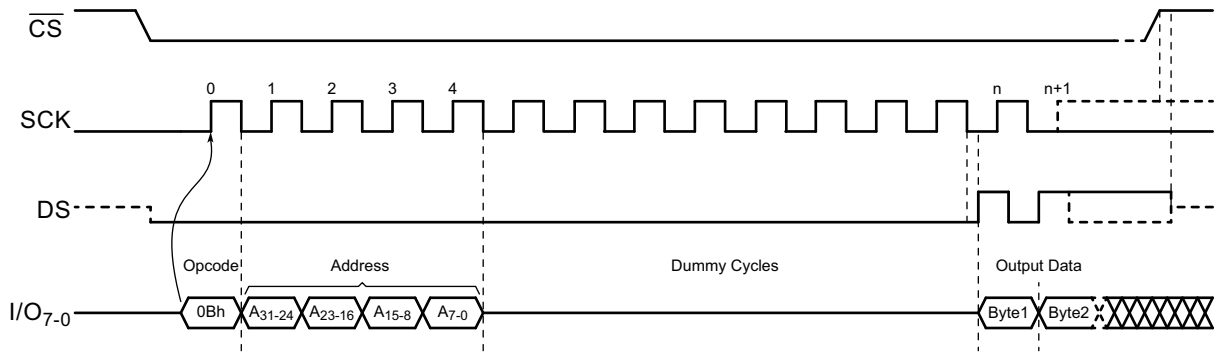 CS
0 1 2 3 4 n n+1
SCK
DS
Opcode Address Dummy Cycles Output Data
I/O7-0 0Bh A31-24 A23-16 A15-8 A7-0 Byte1 Byte2